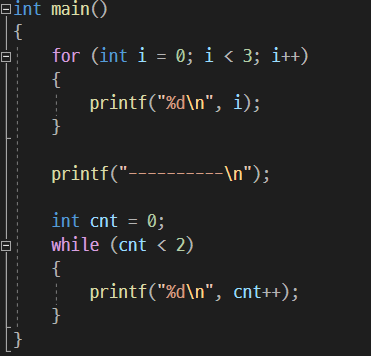 int main()
{
    for (int i = 0; i < 3; i++)
    {
        printf("%d\n", i);
    }

    printf("----------\n");

    int cnt = 0;
    while (cnt < 2)
    {
        printf("%d\n", cnt++);
    }
}